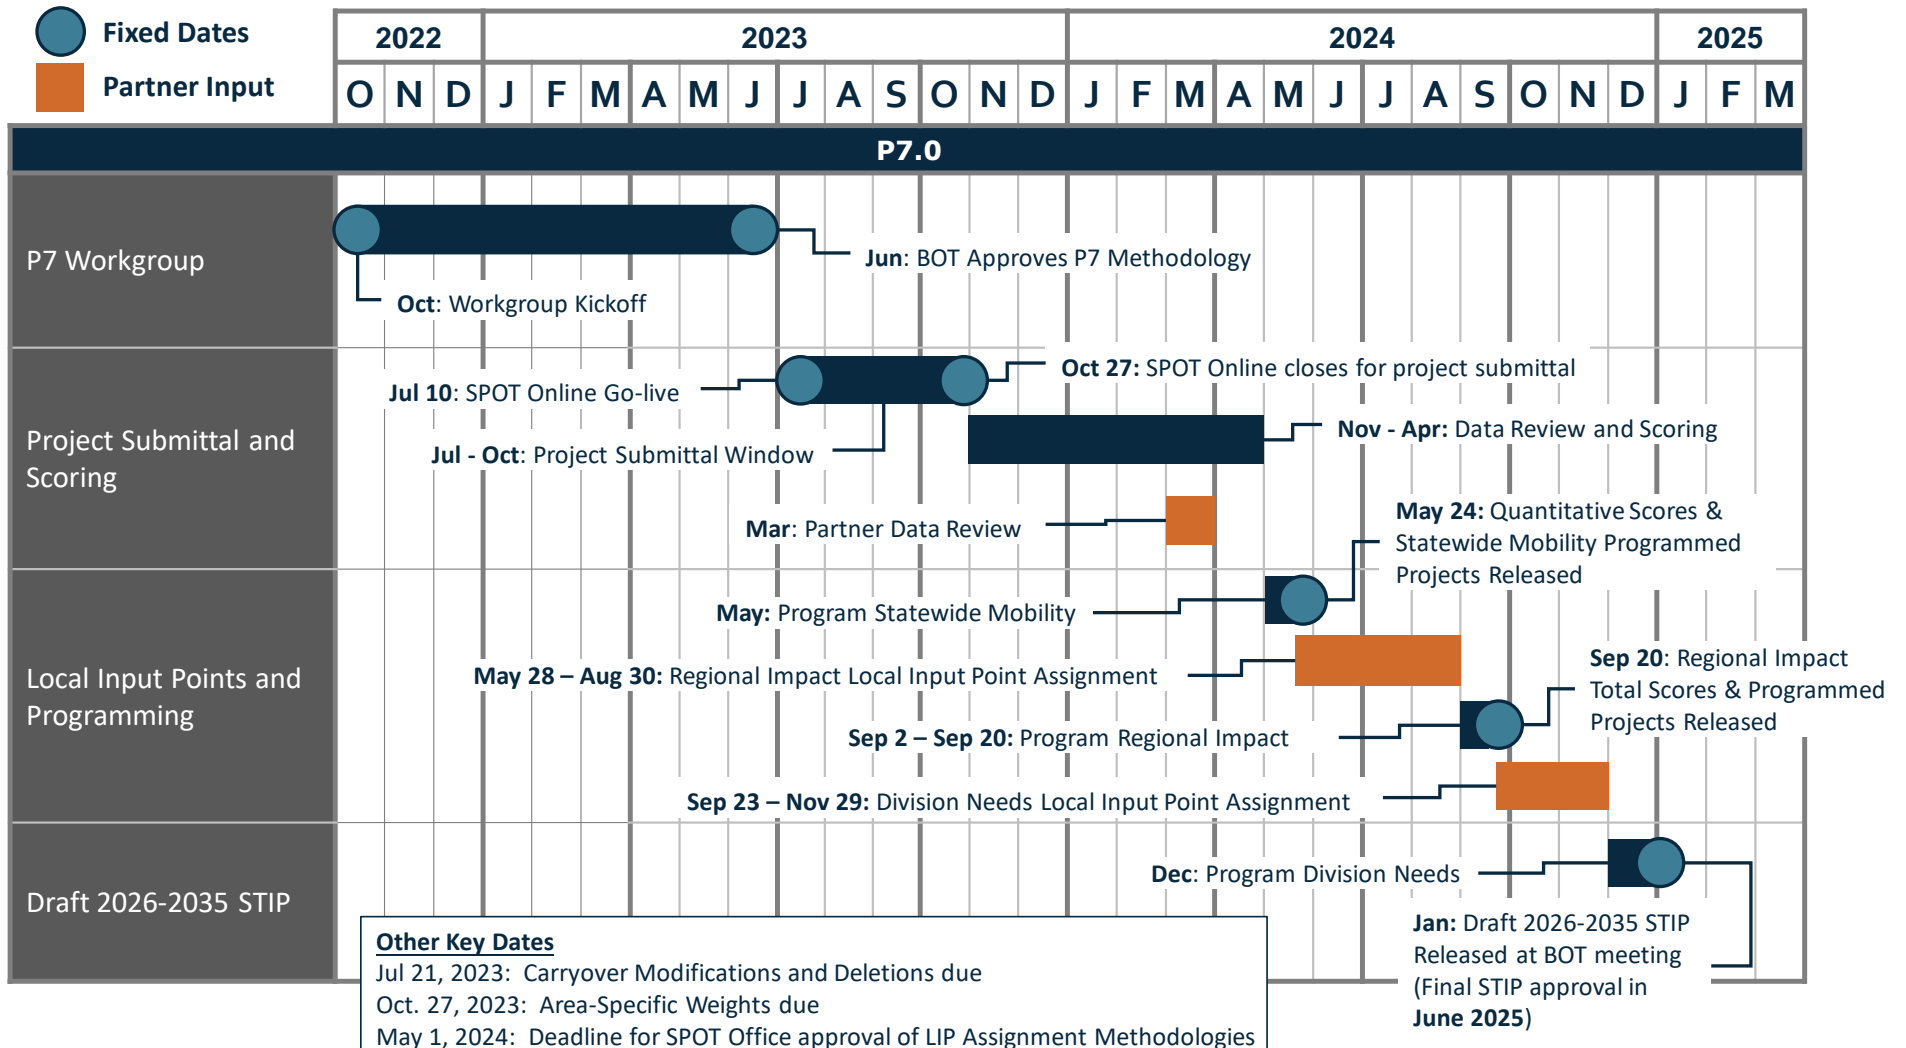 Fixed Dates
Partner Input
2022 2023 2024 2025
O N D J F M A M J J A S O N D J F M A M J J A S O N D J F M
P7.0
P7 Workgroup
Jun: BOT Approves P7 Methodology
Oct: Workgroup Kickoff
Project Submittal and
Scoring
Oct 27: SPOT Online closes for project submittal
Jul 10: SPOT Online Go-live
Nov - Apr: Data Review and Scoring
Jul - Oct: Project Submittal Window
Mar: Partner Data Review
May 24: Quantitative Scores &
Statewide Mobility Programmed
Projects Released
Local Input Points and
Programming
May: Program Statewide Mobility
May 28 – Aug 30: Regional Impact Local Input Point Assignment
Sep 20: Regional Impact
Total Scores & Programmed
Projects Released
Sep 2 – Sep 20: Program Regional Impact
Sep 23 – Nov 29: Division Needs Local Input Point Assignment
Draft 2026-2035 STIP
Dec: Program Division Needs
Jan: Draft 2026-2035 STIP
Released at BOT meeting
(Final STIP approval in
June 2025)
Other Key Dates
Jul 21, 2023: Carryover Modifications and Deletions due
Oct. 27, 2023: Area-Specific Weights due
May 1, 2024: Deadline for SPOT Office approval of LIP Assignment Methodologies